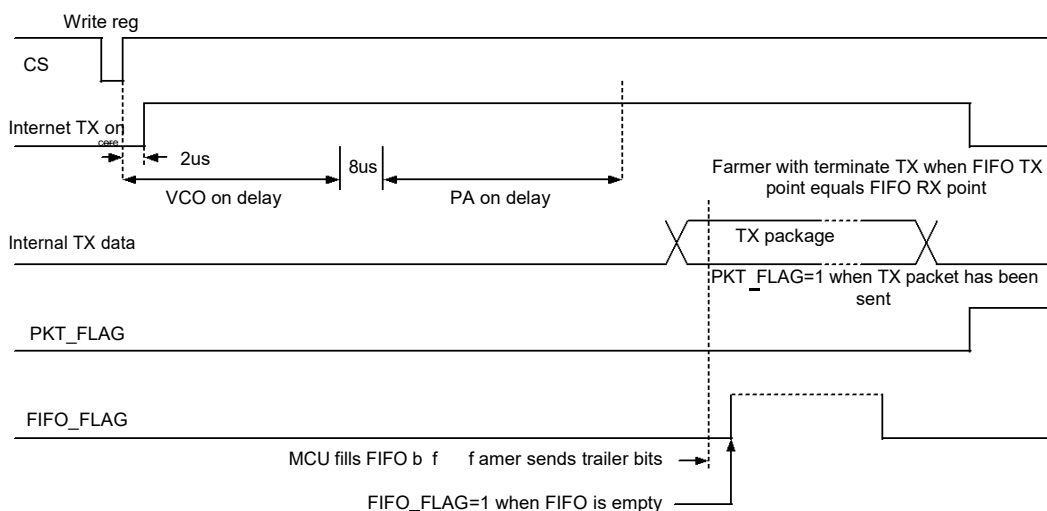 Write reg
CS
Internet TX on
core
2us
8us
VCO on delay
PA on delay
Farmer with terminate TX when FIFO TX
point equals FIFO RX point
Internal TX data
TX package
PKT_FLAG=1 when TX packet has been
sent
PKT_FLAG
FIFO_FLAG
MCU fills FIFO b f f amer sends trailer bits
FIFO_FLAG=1 when FIFO is empty